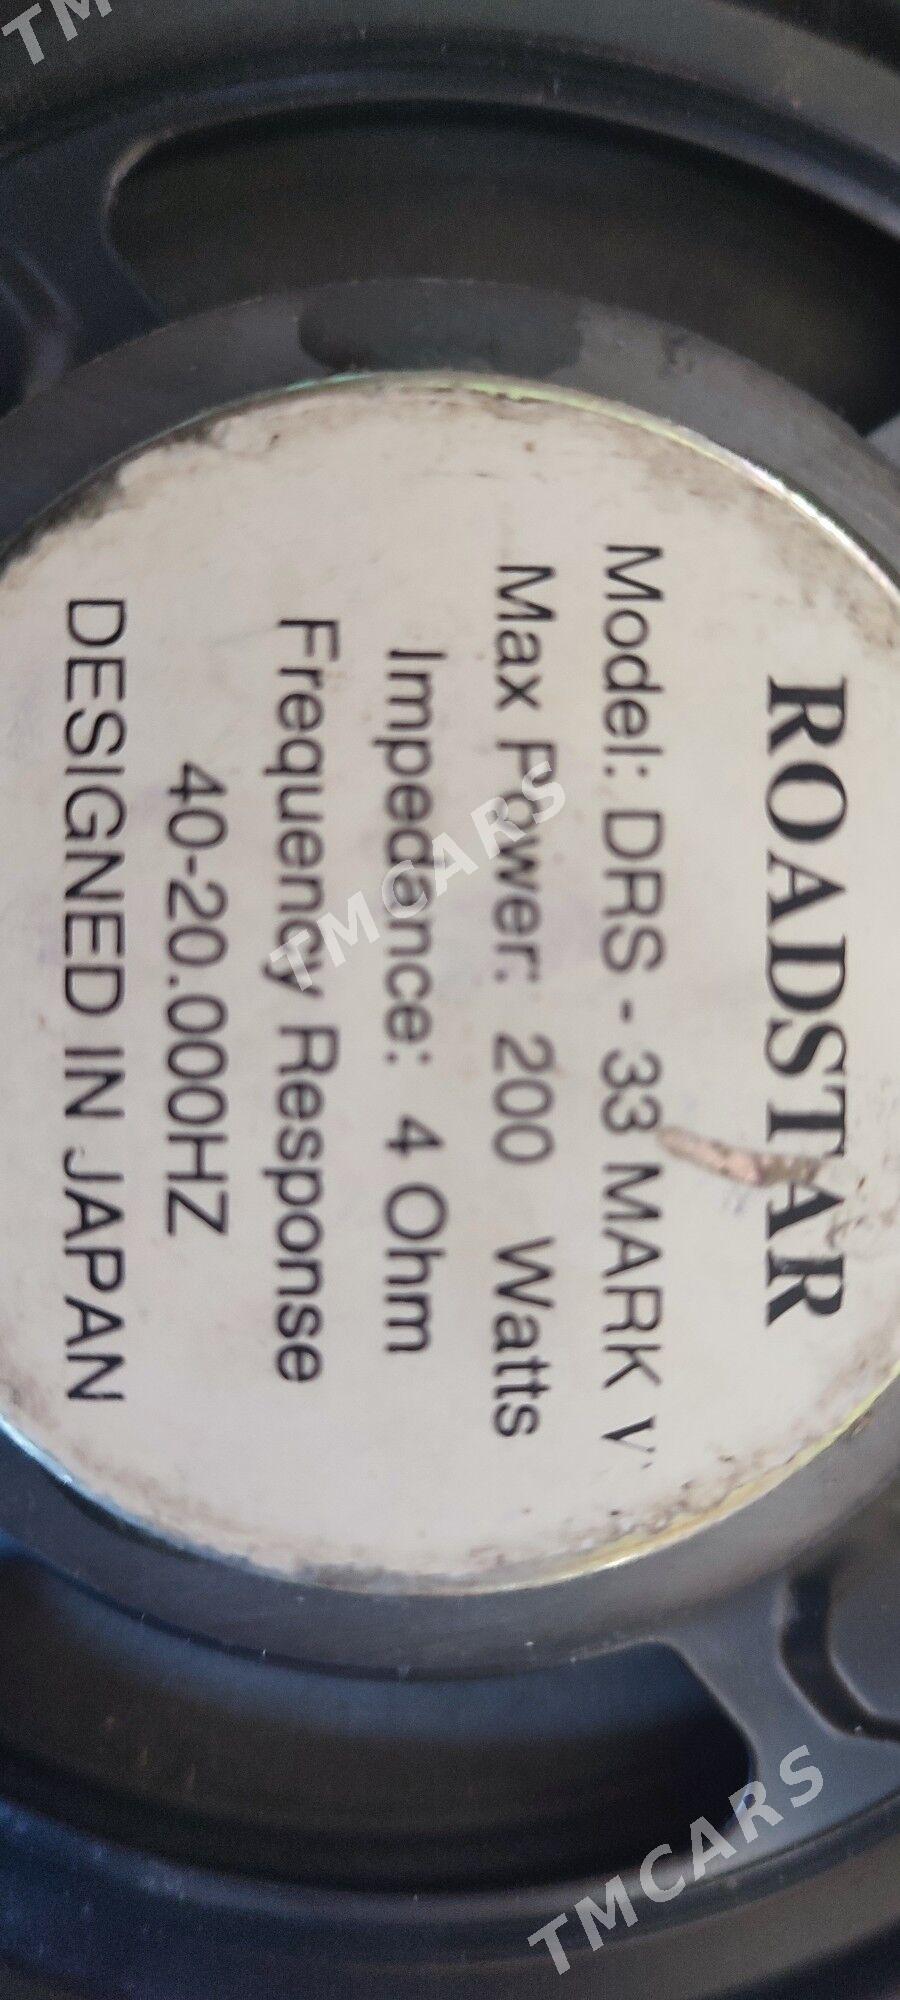 ROADSTAR
Model: DRS - 33 MARK V
Max Power: 200 Watts
Impedance: 4 Ohm
Frequency Response
40-20.000HZ
DESIGNED IN JAPAN
TM
TMCARS
TMCARS